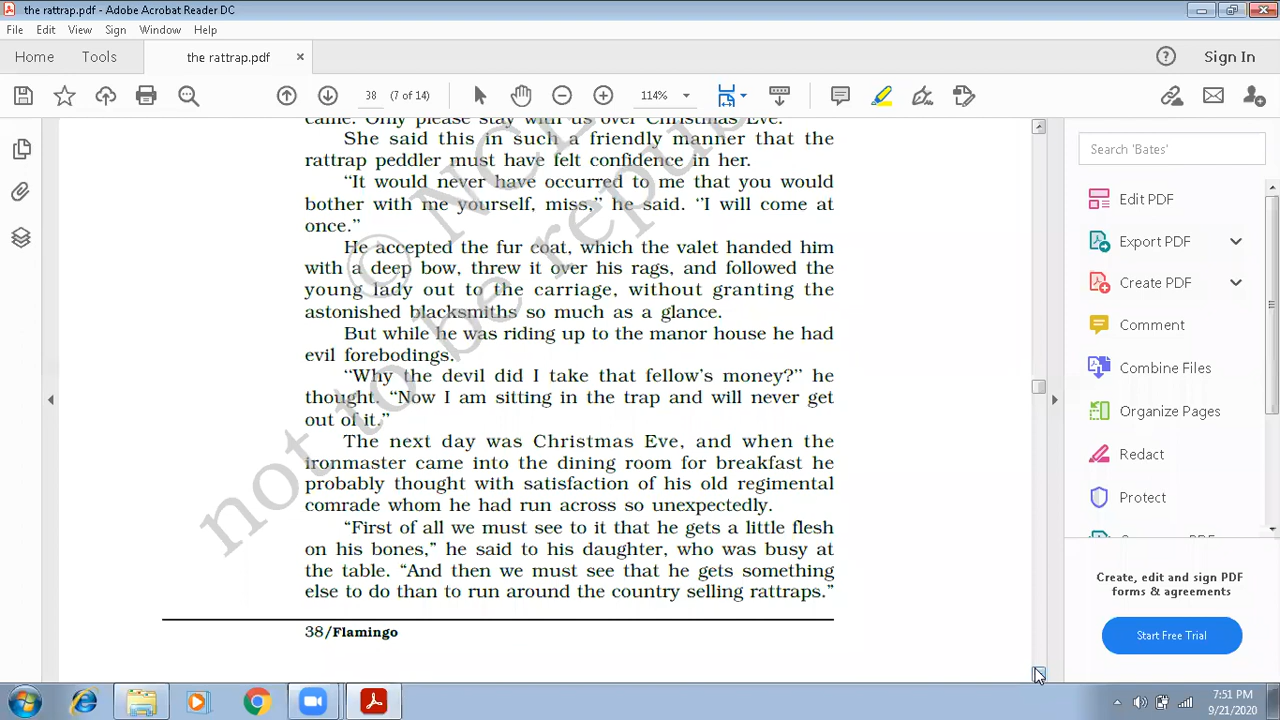 the rattrap.pdf - Adobe Acrobat Reader DC
File Edit View Sign Window Help
Home Tools the rattrap.pdf × Sign In
38 (7 of 14) 114%
came. Only please stay with us over Christmas Eve."
She said this in such a friendly manner that the
rattrap peddler must have felt confidence in her.
"It would never have occurred to me that you would
bother with me yourself, miss," he said. "I will come at
once."
He accepted the fur coat, which the valet handed him
with a deep bow, threw it over his rags, and followed the
young lady out to the carriage, without granting the
astonished blacksmiths so much as a glance.
But while he was riding up to the manor house he had
evil forebodings.
"Why the devil did I take that fellow's money?" he
thought. "Now I am sitting in the trap and will never get
out of it."
The next day was Christmas Eve, and when the
ironmaster came into the dining room for breakfast he
probably thought with satisfaction of his old regimental
comrade whom he had run across so unexpectedly.
"First of all we must see to it that he gets a little flesh
on his bones," he said to his daughter, who was busy at
the table. "And then we must see that he gets something
else to do than to run around the country selling rattraps."
38/Flamingo
© NC
not to be repu
Search 'Bates'
Edit PDF
Export PDF
Create PDF
Comment
Combine Files
Organize Pages
Redact
Protect
Create, edit and sign PDF
forms & agreements
Start Free Trial
7:51 PM
9/21/2020